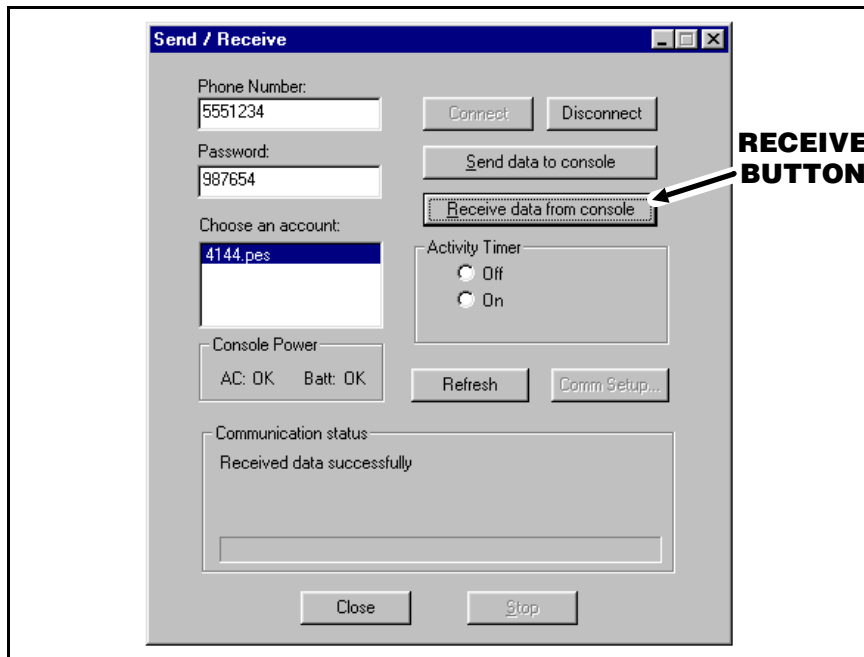 Send / Receive
Phone Number:
5551234
Connect
Disconnect
Password:
987654
Send data to console
Receive data from console
RECEIVE
BUTTON
Choose an account:
4144.pes
Activity Timer
Off
On
Console Power
AC: OK Batt: OK
Refresh
Comm Setup...
Communication status
Received data successfully
Close
Stop